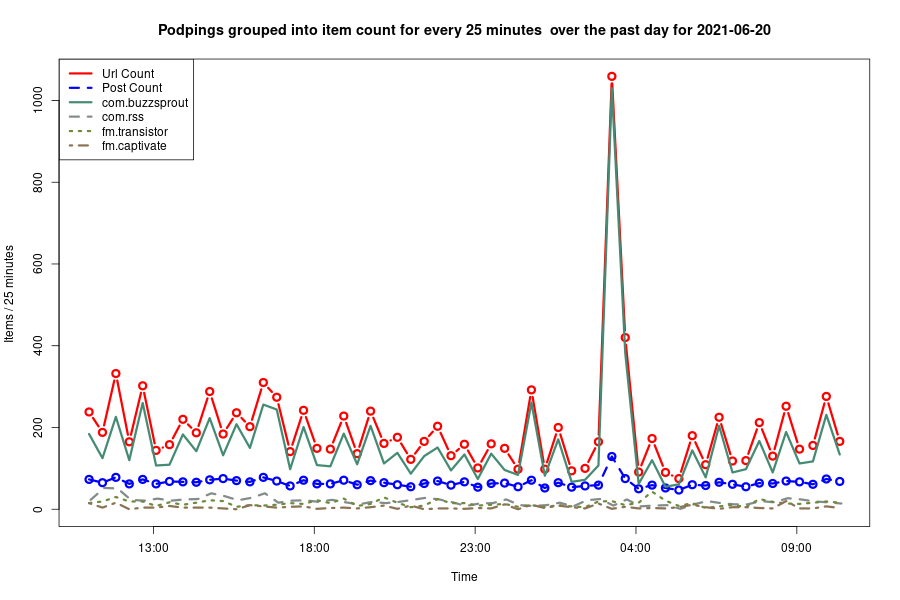 Podpings grouped into item count for every 25 minutes  over the past day for 2021-06-20
Url Count
Post Count
com.buzzsprout
com.rss
fm.transistor
fm.captivate
Items / 25 minutes
1000
800
600
400
200
0
13:00 18:00 23:00 04:00 09:00
Time